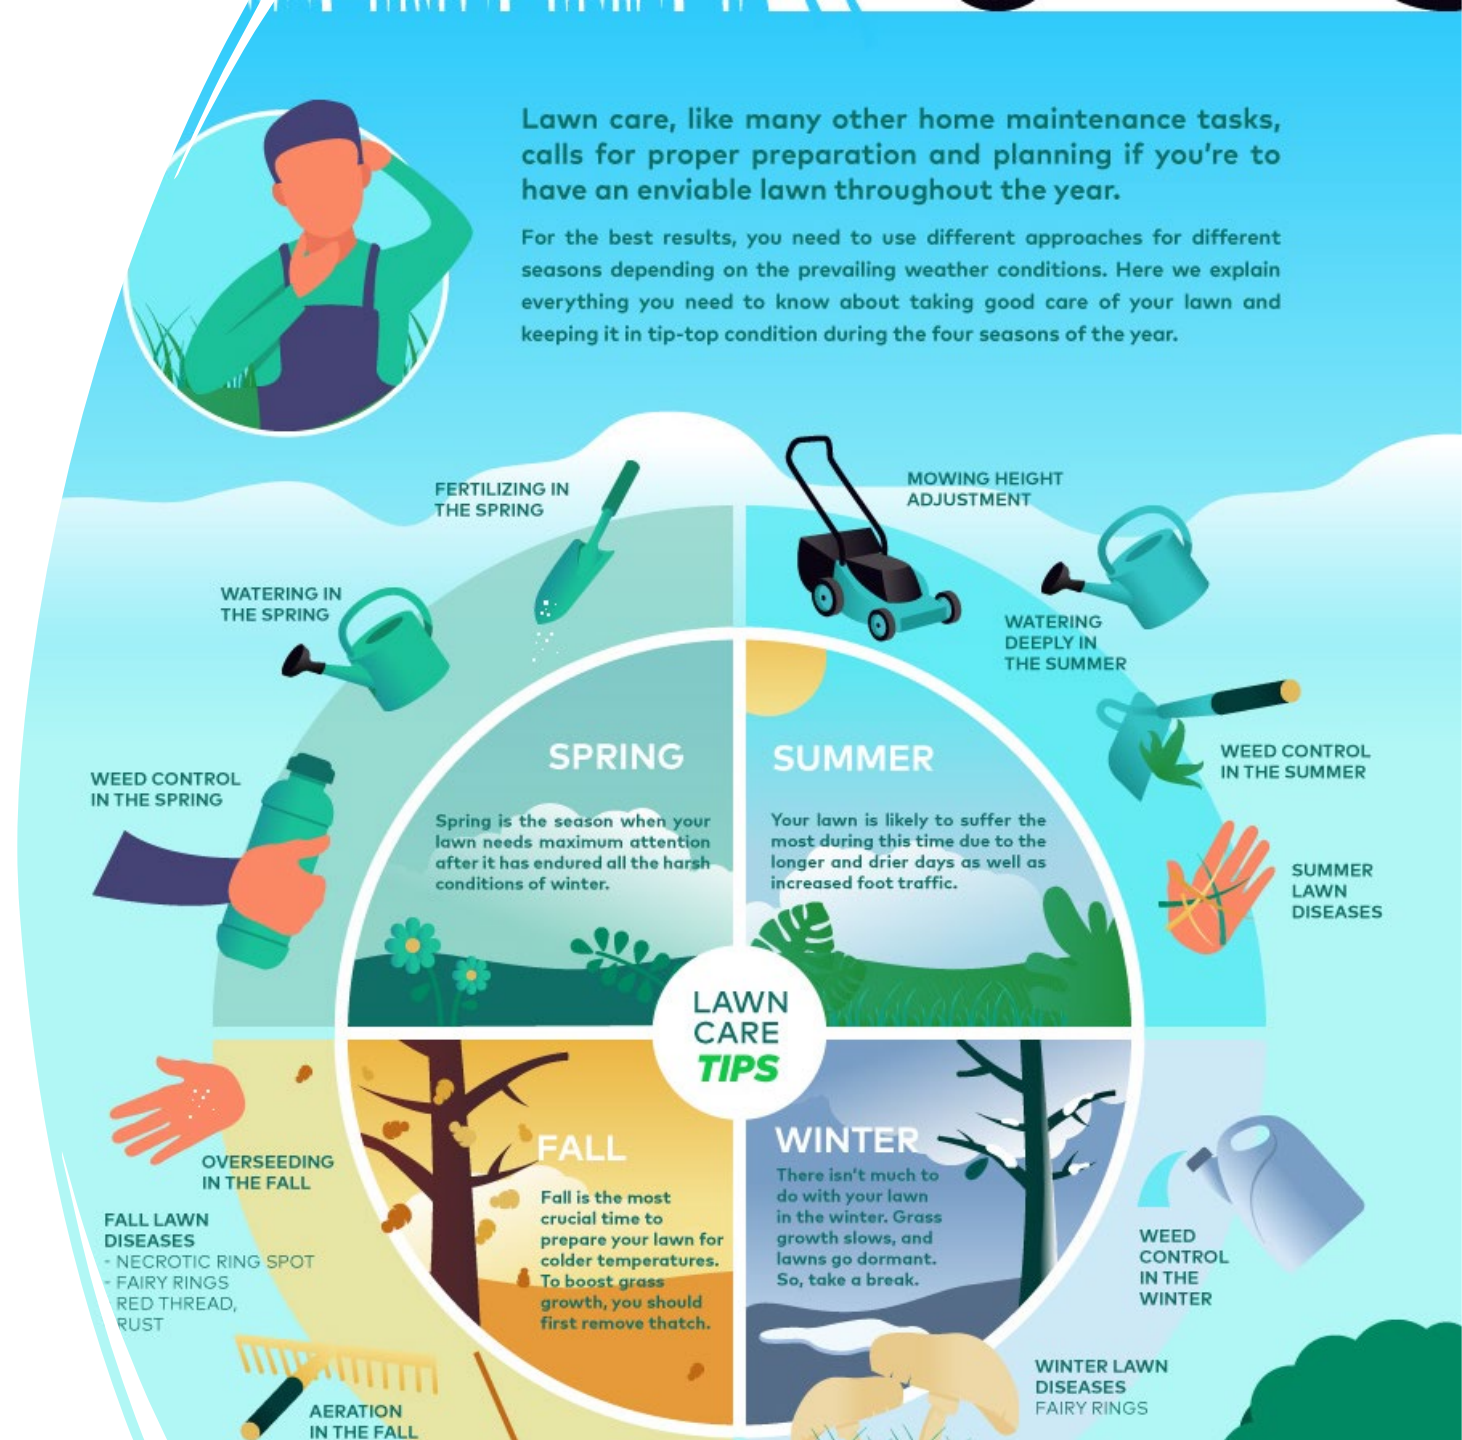 Lawn care, like many other home maintenance tasks,
calls for proper preparation and planning if you're to
have an enviable lawn throughout the year.
For the best results, you need to use different approaches for different
seasons depending on the prevailing weather conditions. Here we explain
everything you need to know about taking good care of your lawn and
keeping it in tip-top condition during the four seasons of the year.
FERTILIZING IN
THE SPRING
WATERING IN
THE SPRING
WEED CONTROL
IN THE SPRING
MOWING HEIGHT
ADJUSTMENT
WATERING
DEEPLY IN
THE SUMMER
WEED CONTROL
IN THE SUMMER
SUMMER
LAWN
DISEASES
SPRING
Spring is the season when your
lawn needs maximum attention
after it has endured all the harsh
conditions of winter.
SUMMER
Your lawn is likely to suffer the
most during this time due to the
longer and drier days as well as
increased foot traffic.
LAWN
CARE
TIPS
OVERSEEDING
IN THE FALL
FALL LAWN
DISEASES
- NECROTIC RING SPOT
- FAIRY RINGS
RED THREAD,
RUST
AERATION
IN THE FALL
FALL
Fall is the most
crucial time to
prepare your lawn for
colder temperatures.
To boost grass
growth, you should
first remove thatch.
WINTER
There isn't much to
do with your lawn
in the winter. Grass
growth slows, and
lawns go dormant.
So, take a break.
WEED
CONTROL
IN THE
WINTER
WINTER LAWN
DISEASES
FAIRY RINGS